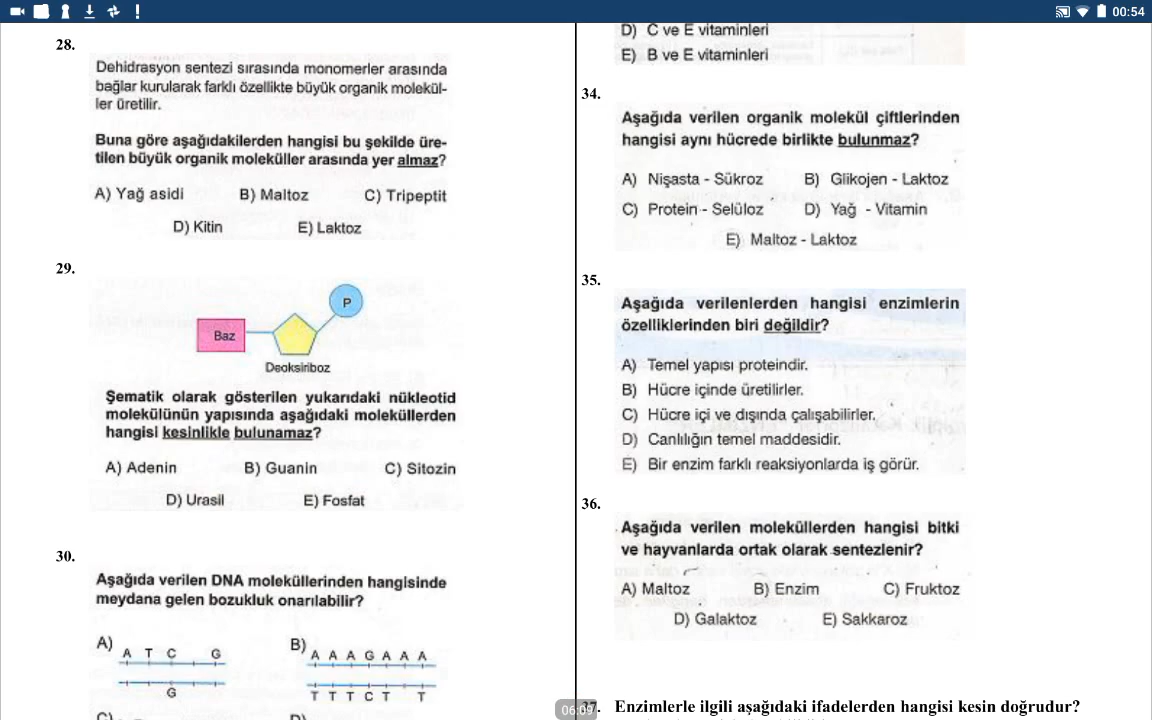 00:54
28.
Dehidrasyon sentezi sırasında monomerler arasında
bağlar kurularak farklı özellikte büyük organik molekül-
ler üretilir.
Buna göre aşağıdakilerden hangisi bu şekilde üre-
tilen büyük organik moleküller arasında yer almaz?
A) Yağ asidi B) Maltoz C) Tripeptit
D) Kitin E) Laktoz
29.
P
Baz
Deoksiriboz
Şematik olarak gösterilen yukarıdaki nükleotid
molekülünün yapısında aşağıdaki moleküllerden
hangisi kesinlikle bulunamaz?
A) Adenin B) Guanin C) Sitozin
D) Urasil E) Fosfat
30.
Aşağıda verilen DNA moleküllerinden hangisinde
meydana gelen bozukluk onarılabilir?
A) A T C G
G
B) A A A G A A A
T T T C T T
C)
D)
D) C ve E vitaminleri
E) B ve E vitaminleri
34.
Aşağıda verilen organik molekül çiftlerinden
hangisi aynı hücrede birlikte bulunmaz?
A) Nişasta - Sükroz B) Glikojen - Laktoz
C) Protein - Selüloz D) Yağ - Vitamin
E) Maltoz - Laktoz
35.
Aşağıda verilenlerden hangisi enzimlerin
özelliklerinden biri değildir?
A) Temel yapısı proteindir.
B) Hücre içinde üretilirler.
C) Hücre içi ve dışında çalışabilirler.
D) Canlılığın temel maddesidir.
E) Bir enzim farklı reaksiyonlarda iş görür.
36.
Aşağıda verilen moleküllerden hangisi bitki
ve hayvanlarda ortak olarak sentezlenir?
A) Maltoz B) Enzim C) Fruktoz
D) Galaktoz E) Sakkaroz
06:09
37. Enzimlerle ilgili aşağıdaki ifadelerden hangisi kesin doğrudur?